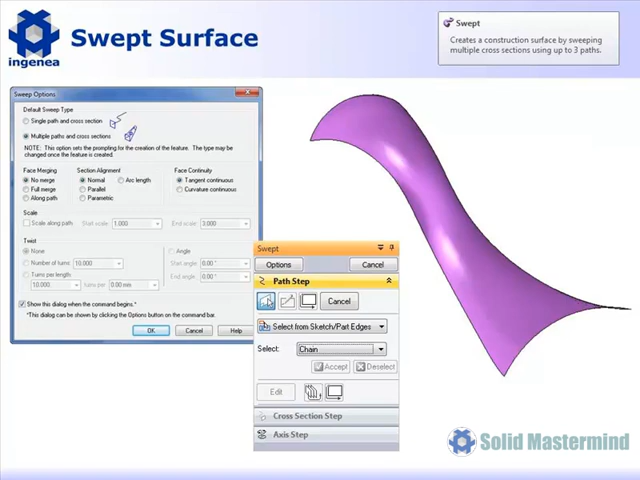 ingenea
Swept Surface
Swept
Creates a construction surface by sweeping
multiple cross sections using up to 3 paths.
Sweep Options
Default Sweep Type
Single path and cross section
Multiple paths and cross sections
NOTE: This option sets the prompting for the creation of the feature. The type may be
changed once the feature is created.
Face Merging
No merge
Full merge
Along path
Section Alignment
Normal
Arc length
Parallel
Parametric
Face Continuity
Tangent continuous
Curvature continuous
Scale
Scale along path
Start scale: 1.000
End scale: 3.000
Twist
None
Number of turns: 10.000
Turns per length:
10.000 turns per 0.00 mm
Angle
Start angle: 0.00 °
End angle: 0.00 °
Show this dialog when the command begins.*
*This dialog can be shown by clicking the Options button on the command bar.
OK
Cancel
Help
Swept
Options
Cancel
Path Step
Cancel
Select from Sketch/Part Edges
Select:
Chain
Accept
Deselect
Edit
Cross Section Step
Axis Step
Solid Mastermind